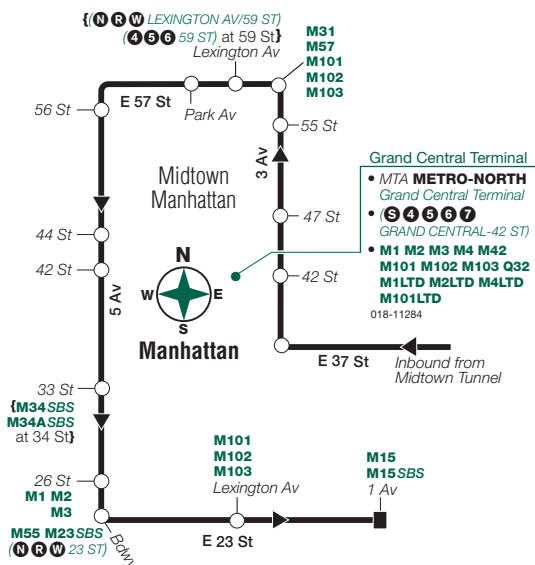 {(N R W LEXINGTON AV/59 ST)
(4 5 6 59 ST) at 59 St}
Lexington Av
M31
M57
M101
M102
M103
E 57 St
Park Av
56 St
55 St
3 Av
Midtown
Manhattan
Grand Central Terminal
• MTA METRO-NORTH
Grand Central Terminal
• (S 4 5 6 7
GRAND CENTRAL-42 ST)
• M1 M2 M3 M4 M42
M101 M102 M103 Q32
M1LTD M2LTD M4LTD
M101LTD
018-11284
47 St
44 St
42 St
42 St
5 Av
N
W E
S
Manhattan
E 37 St
Inbound from
Midtown Tunnel
33 St
{M34SBS
M34ASBS
at 34 St}
26 St
M1 M2
M3
M55 M23SBS
(N R W 23 ST)
Bdwy
M101
M102
M103
Lexington Av
E 23 St
M15
M15SBS
1 Av